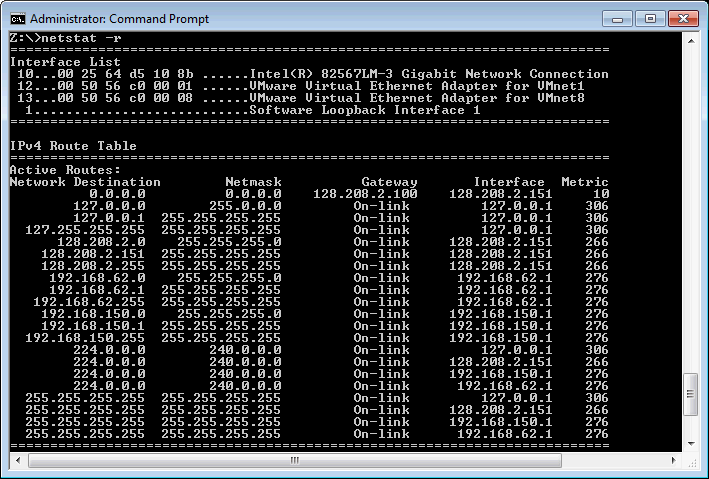 Administrator: Command Prompt
Z:\>netstat -r
===========================================================================
Interface List
 10...00 25 64 d5 10 8b ......Intel(R) 82567LM-3 Gigabit Network Connection
 12...00 50 56 c0 00 01 ......VMware Virtual Ethernet Adapter for VMnet1
 13...00 50 56 c0 00 08 ......VMware Virtual Ethernet Adapter for VMnet8
  1...........................Software Loopback Interface 1
===========================================================================
IPv4 Route Table
===========================================================================
Active Routes:
Network Destination        Netmask          Gateway       Interface  Metric
          0.0.0.0          0.0.0.0    128.208.2.100    128.208.2.151     10
        127.0.0.0        255.0.0.0         On-link         127.0.0.1    306
        127.0.0.1  255.255.255.255         On-link         127.0.0.1    306
  127.255.255.255  255.255.255.255         On-link         127.0.0.1    306
      128.208.2.0    255.255.255.0         On-link     128.208.2.151    266
    128.208.2.151  255.255.255.255         On-link     128.208.2.151    266
    128.208.2.255  255.255.255.255         On-link     128.208.2.151    266
     192.168.62.0    255.255.255.0         On-link      192.168.62.1    276
     192.168.62.1  255.255.255.255         On-link      192.168.62.1    276
   192.168.62.255  255.255.255.255         On-link      192.168.62.1    276
    192.168.150.0    255.255.255.0         On-link     192.168.150.1    276
    192.168.150.1  255.255.255.255         On-link     192.168.150.1    276
  192.168.150.255  255.255.255.255         On-link     192.168.150.1    276
        224.0.0.0        240.0.0.0         On-link         127.0.0.1    306
        224.0.0.0        240.0.0.0         On-link     128.208.2.151    266
        224.0.0.0        240.0.0.0         On-link     192.168.150.1    276
        224.0.0.0        240.0.0.0         On-link      192.168.62.1    276
  255.255.255.255  255.255.255.255         On-link         127.0.0.1    306
  255.255.255.255  255.255.255.255         On-link     128.208.2.151    266
  255.255.255.255  255.255.255.255         On-link     192.168.150.1    276
  255.255.255.255  255.255.255.255         On-link      192.168.62.1    276
===========================================================================